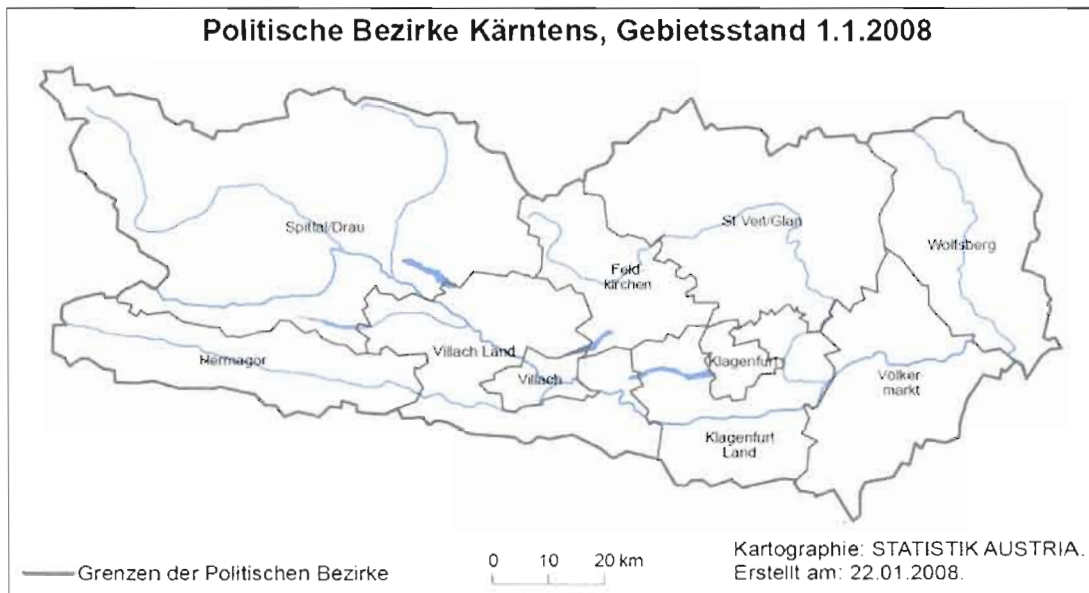 Politische Bezirke Kärntens, Gebietsstand 1.1.2008
Spittal/Drau
St Veit/Glan
Wolfsberg
Feld
kirchen
Hermagor
Villach Land
Villach
Klagenfurt
Völker-
markt
Klagenfurt
Land
Grenzen der Politischen Bezirke
0 10 20 km
Kartographie: STATISTIK AUSTRIA.
Erstellt am: 22.01.2008.